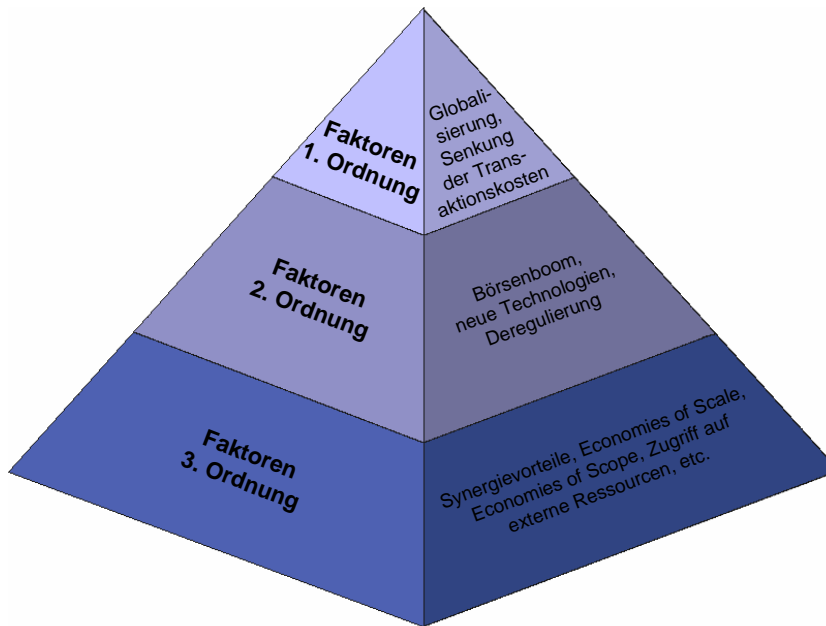 Faktoren
1. Ordnung
Globali-
sierung,
Senkung
der Trans-
aktionskosten
Faktoren
2. Ordnung
Börsenboom,
neue Technologien,
Deregulierung
Faktoren
3. Ordnung
Synergievorteile, Economies of Scale,
Economies of Scope, Zugriff auf
externe Ressourcen, etc.